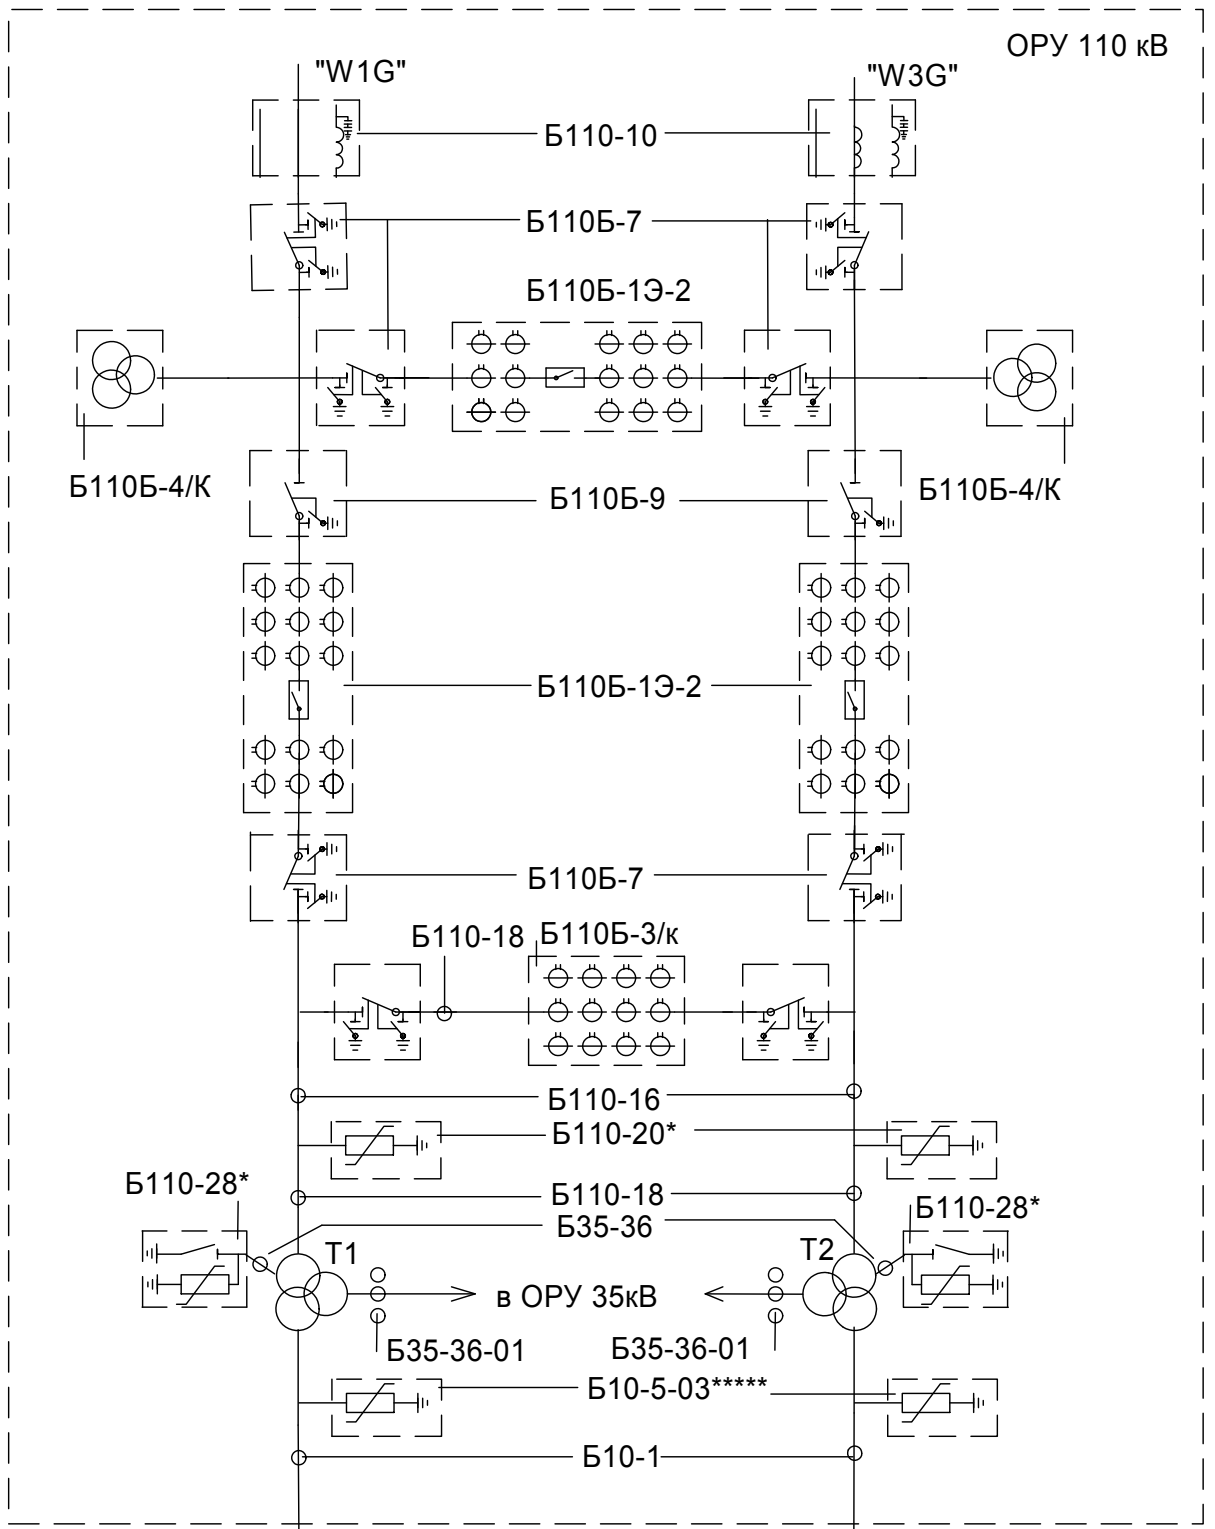 ОРУ 110 кВ
"W1G"
"W3G"
Б110-10
Б110Б-7
Б110Б-1Э-2
Б110Б-4/К
Б110Б-9
Б110Б-4/К
Б110Б-1Э-2
Б110Б-7
Б110-18
Б110Б-3/к
Б110-16
Б110-20*
Б110-28*
Б110-18
Б110-28*
Б35-36
Т1
Т2
в ОРУ 35кВ
Б35-36-01
Б35-36-01
Б10-5-03*****
Б10-1